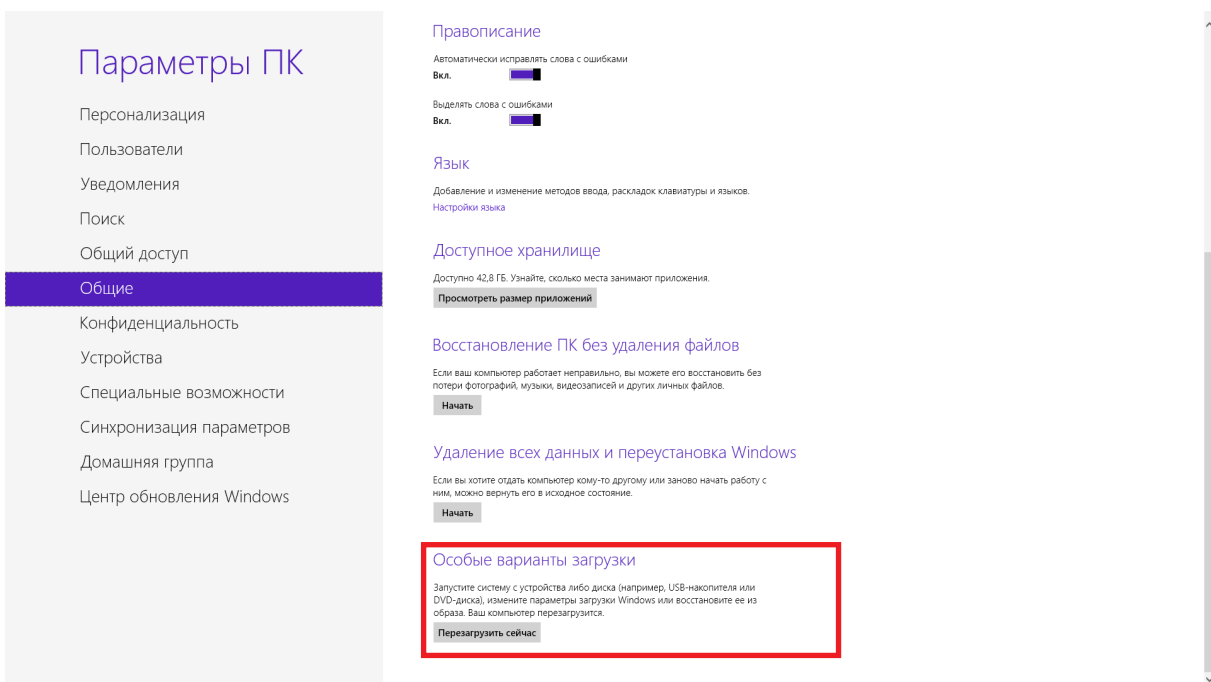 Параметры ПК
Персонализация
Пользователи
Уведомления
Поиск
Общий доступ
Общие
Конфиденциальность
Устройства
Специальные возможности
Синхронизация параметров
Домашняя группа
Центр обновления Windows
Правописание
Автоматически исправлять слова с ошибками
Вкл.
Выделять слова с ошибками
Вкл.
Язык
Добавление и изменение методов ввода, раскладок клавиатуры и языков.
Настройки языка
Доступное хранилище
Доступно 42,8 ГБ. Узнайте, сколько места занимают приложения.
Просмотреть размер приложений
Восстановление ПК без удаления файлов
Если ваш компьютер работает неправильно, вы можете его восстановить без
потери фотографий, музыки, видеозаписей и других личных файлов.
Начать
Удаление всех данных и переустановка Windows
Если вы хотите отдать компьютер кому-то другому или заново начать работу с
ним, можно вернуть его в исходное состояние.
Начать
Особые варианты загрузки
Запустите систему с устройства либо диска (например, USB-накопителя или
DVD-диска), измените параметры загрузки Windows или восстановите ее из
образа. Ваш компьютер перезагрузится.
Перезагрузить сейчас